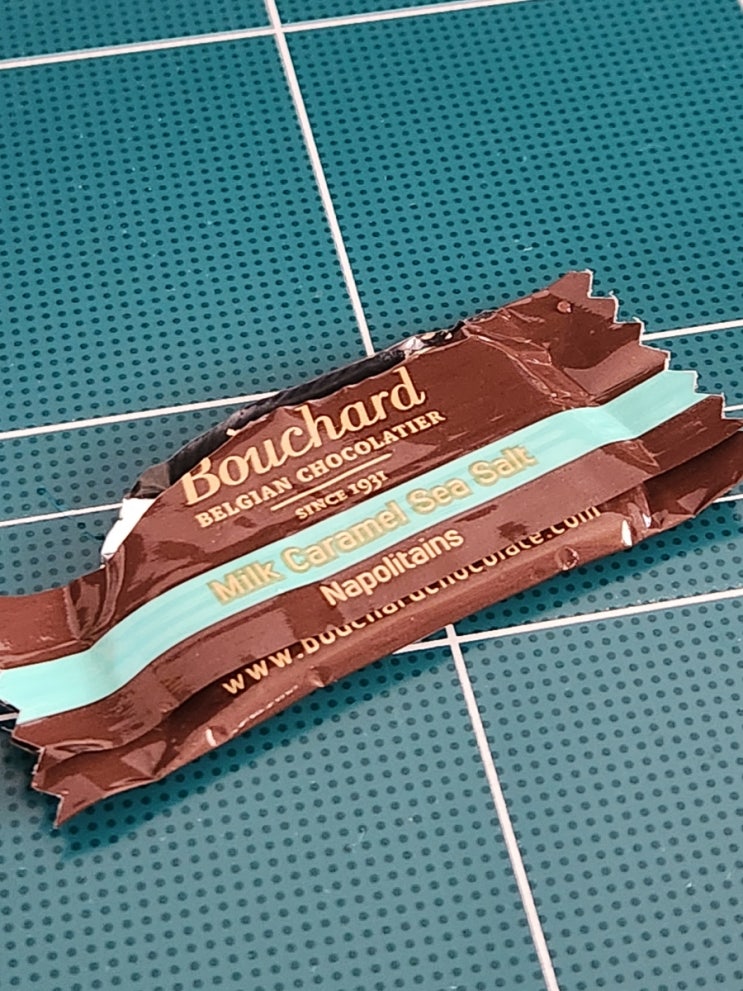 Bouchard
BELGIAN CHOCOLATIER
SINCE 1931
Milk Caramel Sea Salt
Napolitains
www.bouchardchocolate.com